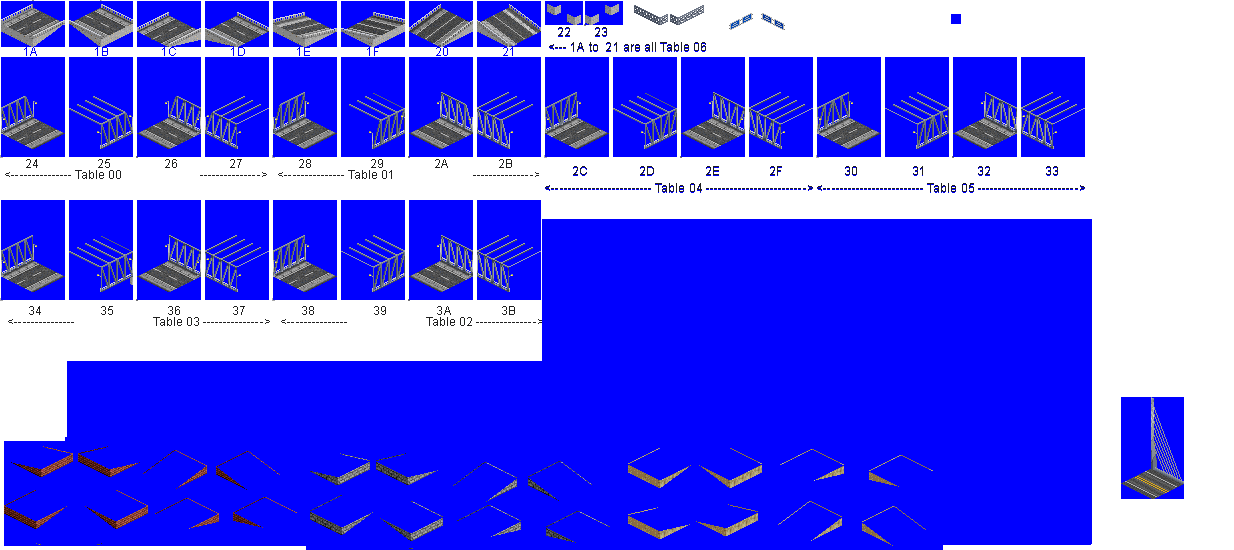 1A 1B 1C 1D 1E 1F 20 21
22 23
<--- 1A to 21 are all Table 06
24 25 26 27 28 29 2A 2B
2C 2D 2E 2F 30 31 32 33
<--------------- Table 00 ------------> <--------------- Table 01 ------------>
<------------------------- Table 04 -------------------------> <------------------------- Table 05 ------------------------->
34 35 36 37 38 39 3A 3B
<-------------- Table 03 --------------> <-------------- Table 02 -------------->